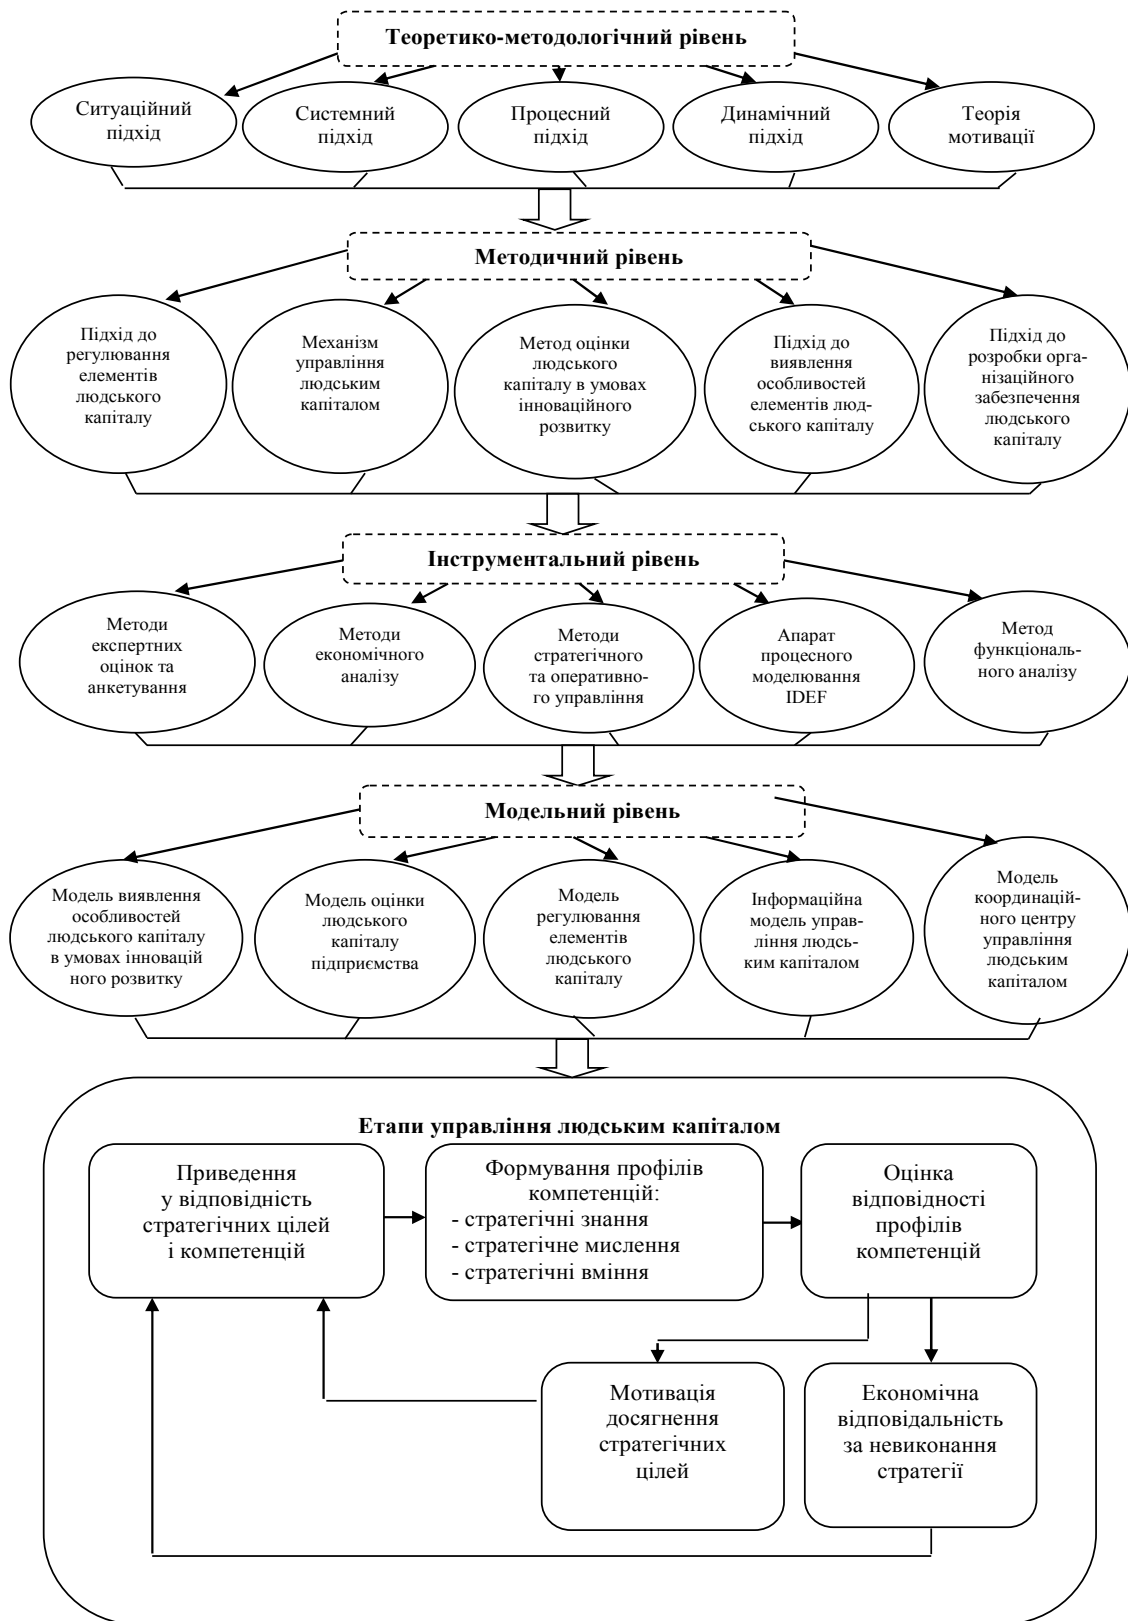 Теоретико-методологічний рівень
Ситуаційний
підхід
Системний
підхід
Процесний
підхід
Динамічний
підхід
Теорія
мотивації
Методичний рівень
Підхід до
регулювання
елементів
людського
капіталу
Механізм
управління
людським
капіталом
Метод оцінки
людського
капіталу в умовах
інноваційного
розвитку
Підхід до
виявлення
особливостей
елементів люд-
ського капіталу
Підхід до
розробки орга-
нізаційного
забезпечення
людського
капіталу
Інструментальний рівень
Методи
експертних
оцінок та
анкетування
Методи
економічного
аналізу
Методи
стратегічного
та оперативно-
го управління
Апарат
процесного
моделювання
IDEF
Метод
функціональ-
ного аналізу
Модельний рівень
Модель виявлення
особливостей
людського капіталу
в умовах інновацій
ного розвитку
Модель оцінки
людського
капіталу
підприємства
Модель
регулювання
елементів
людського
капіталу
Інформаційна
модель управ-
ління людсь-
ким капіталом
Модель
координацій-
ного центру
управління
людським
капіталом
Етапи управління людським капіталом
Приведення
у відповідність
стратегічних цілей
і компетенцій
Формування профілів
компетенцій:
- стратегічні знання
- стратегічне мислення
- стратегічні вміння
Оцінка
відповідності
профілів
компетенцій
Мотивація
досягнення
стратегічних
цілей
Економічна
відповідальність
за невиконання
стратегії